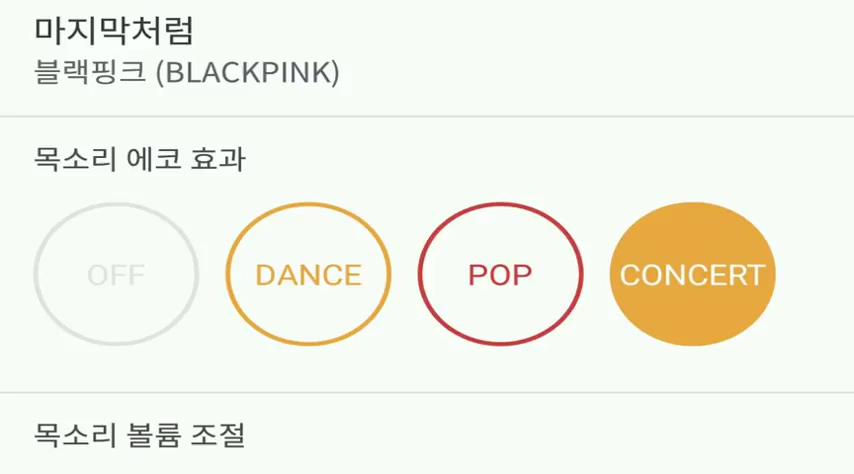 마지막처럼
블랙핑크 (BLACKPINK)
목소리 에코 효과
OFF DANCE POP CONCERT
목소리 볼륨 조절